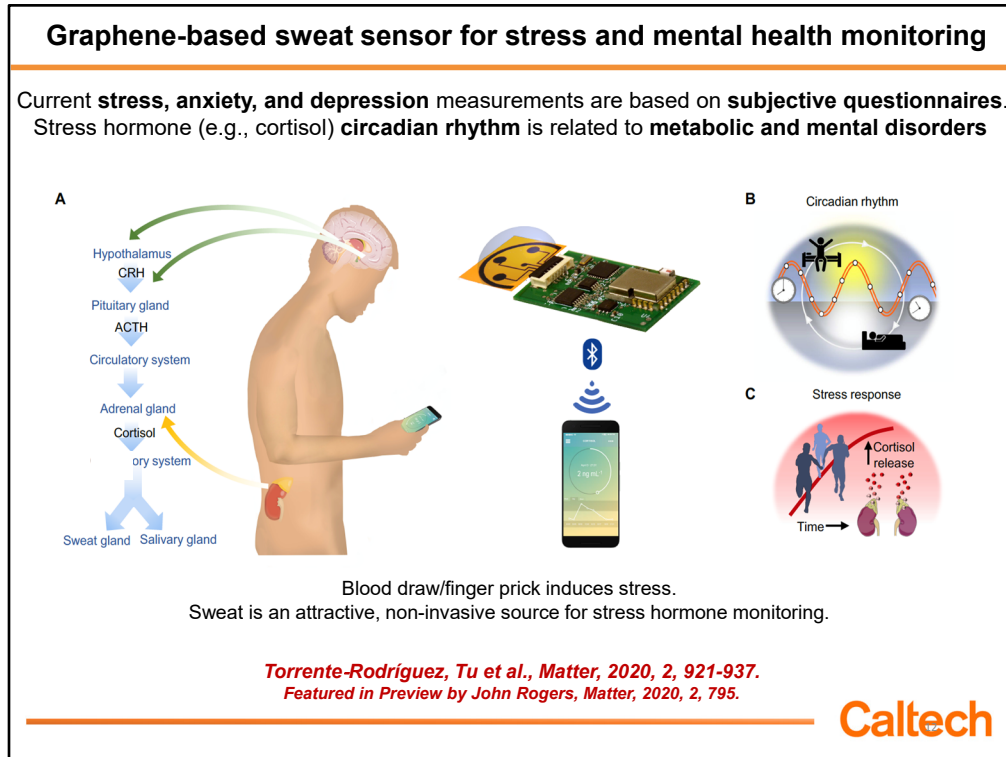 Graphene-based sweat sensor for stress and mental health monitoring
Current stress, anxiety, and depression measurements are based on subjective questionnaires.
Stress hormone (e.g., cortisol) circadian rhythm is related to metabolic and mental disorders
A
Hypothalamus
CRH
Pituitary gland
ACTH
Circulatory system
Adrenal gland
Cortisol
ory system
Sweat gland Salivary gland
2 ng mL⁻¹
B
Circadian rhythm
C
Stress response
Cortisol
release
Time
Blood draw/finger prick induces stress.
Sweat is an attractive, non-invasive source for stress hormone monitoring.
Torrente-Rodríguez, Tu et al., Matter, 2020, 2, 921-937.
Featured in Preview by John Rogers, Matter, 2020, 2, 795.
Caltech